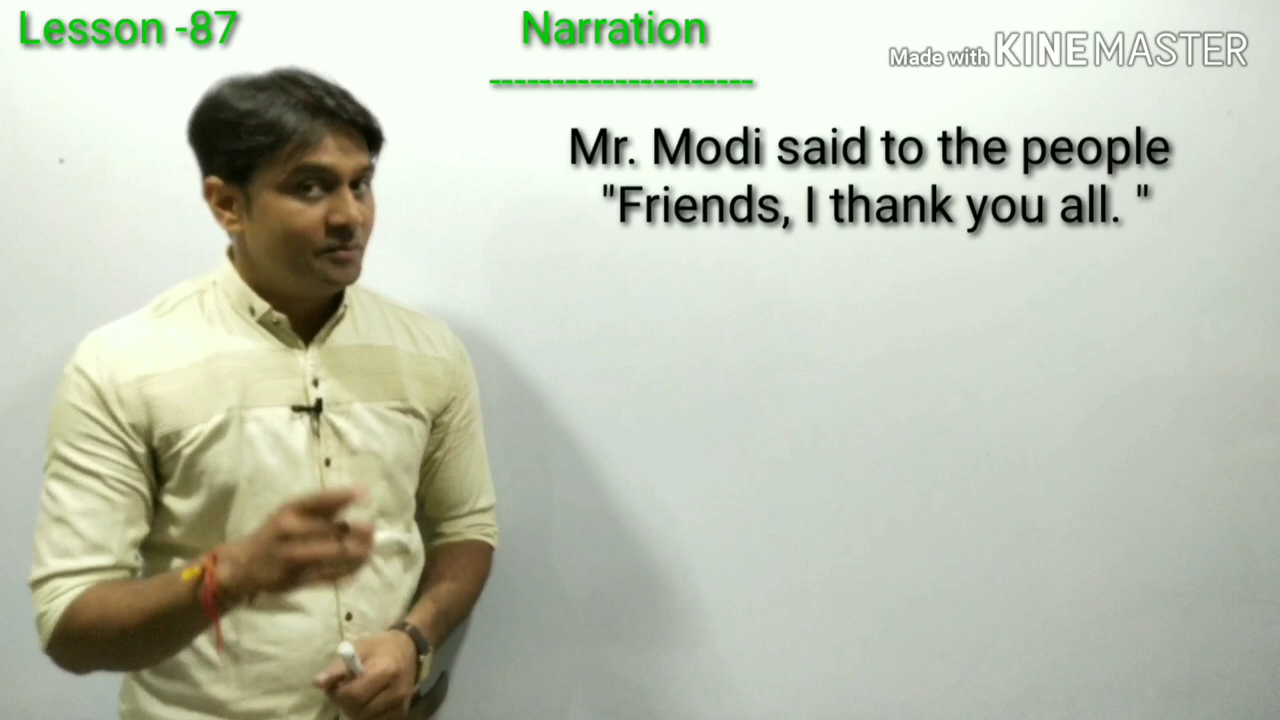 Lesson -87
Narration
Made with KINEMASTER
---------------------
Mr. Modi said to the people
"Friends, I thank you all. "